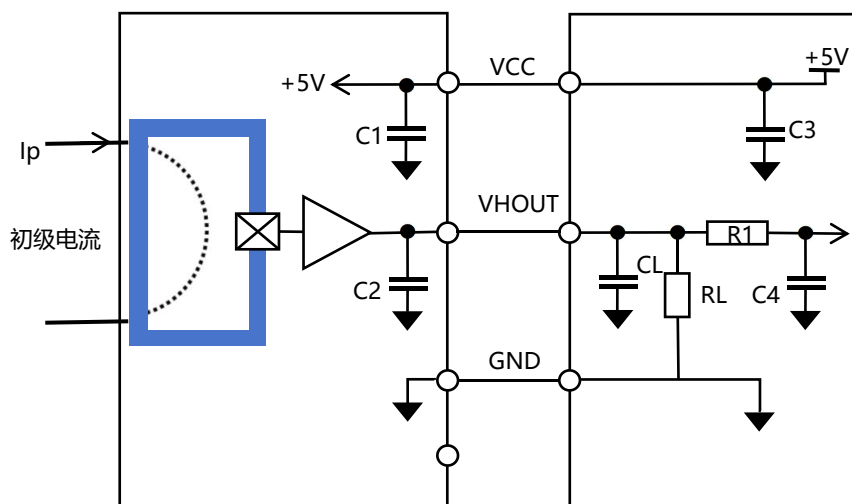 VCC
+5V
+5V
C1
C3
Ip
VHOUT
初级电流
R1
C2
CL
RL
C4
GND